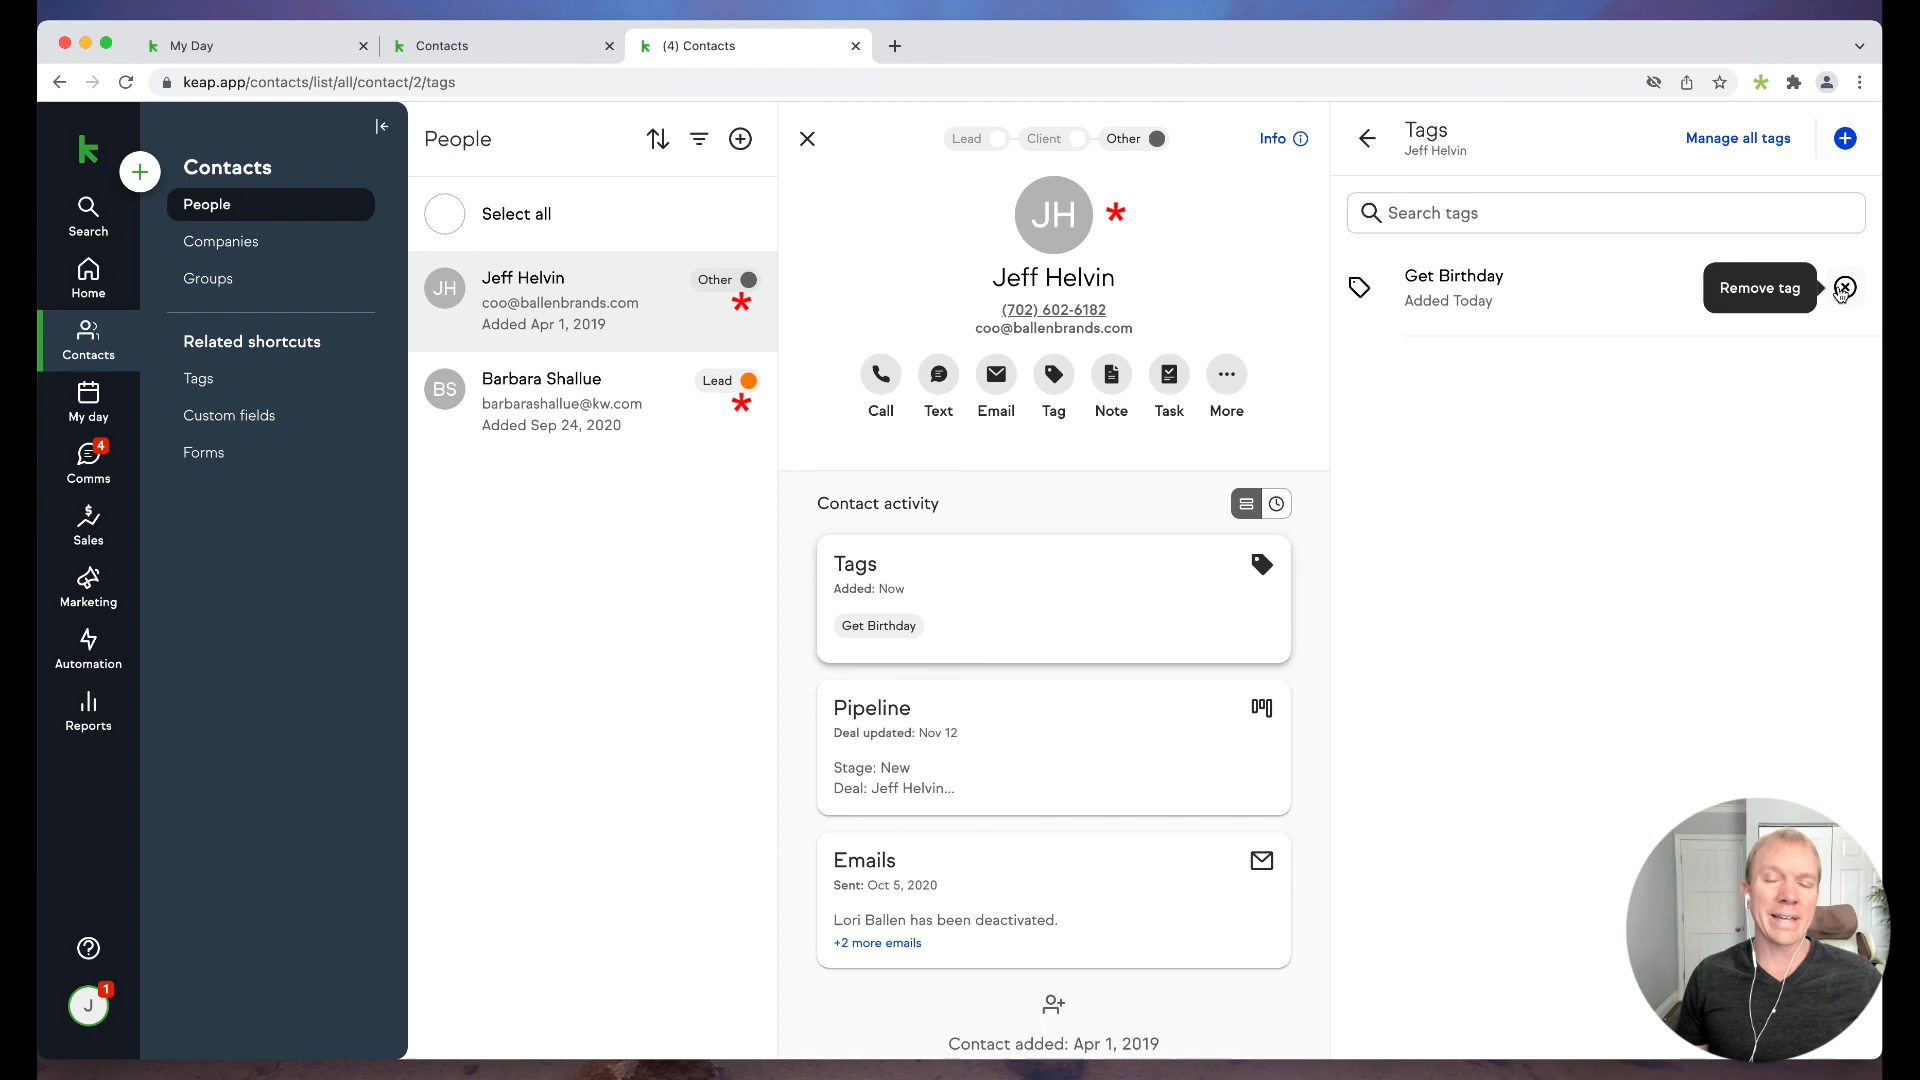 My Day
Contacts
(4) Contacts
keap.app/contacts/list/all/contact/2/tags
Search
Home
Contacts
My day
4
Comms
Sales
Marketing
Automation
Reports
J
1
Contacts
People
Companies
Groups
Related shortcuts
Tags
Custom fields
Forms
People
Select all
JH
Jeff Helvin
Other
coo@ballenbrands.com
Added Apr 1, 2019
BS
Barbara Shallue
Lead
barbarashallue@kw.com
Added Sep 24, 2020
Lead
Client
Other
Info
JH
Jeff Helvin
(702) 602-6182
coo@ballenbrands.com
Call
Text
Email
Tag
Note
Task
More
Contact activity
Tags
Added: Now
Get Birthday
Pipeline
Deal updated: Nov 12
Stage: New
Deal: Jeff Helvin...
Emails
Sent: Oct 5, 2020
Lori Ballen has been deactivated.
+2 more emails
Contact added: Apr 1, 2019
Tags
Jeff Helvin
Manage all tags
Search tags
Get Birthday
Added Today
Remove tag